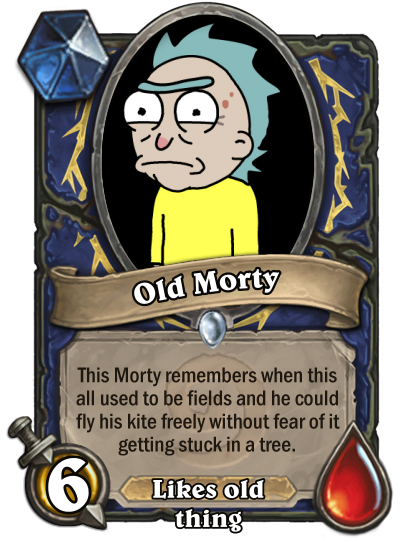 Old Morty
This Morty remembers when this
all used to be fields and he could
fly his kite freely without fear of it
getting stuck in a tree.
6
Likes old
thing